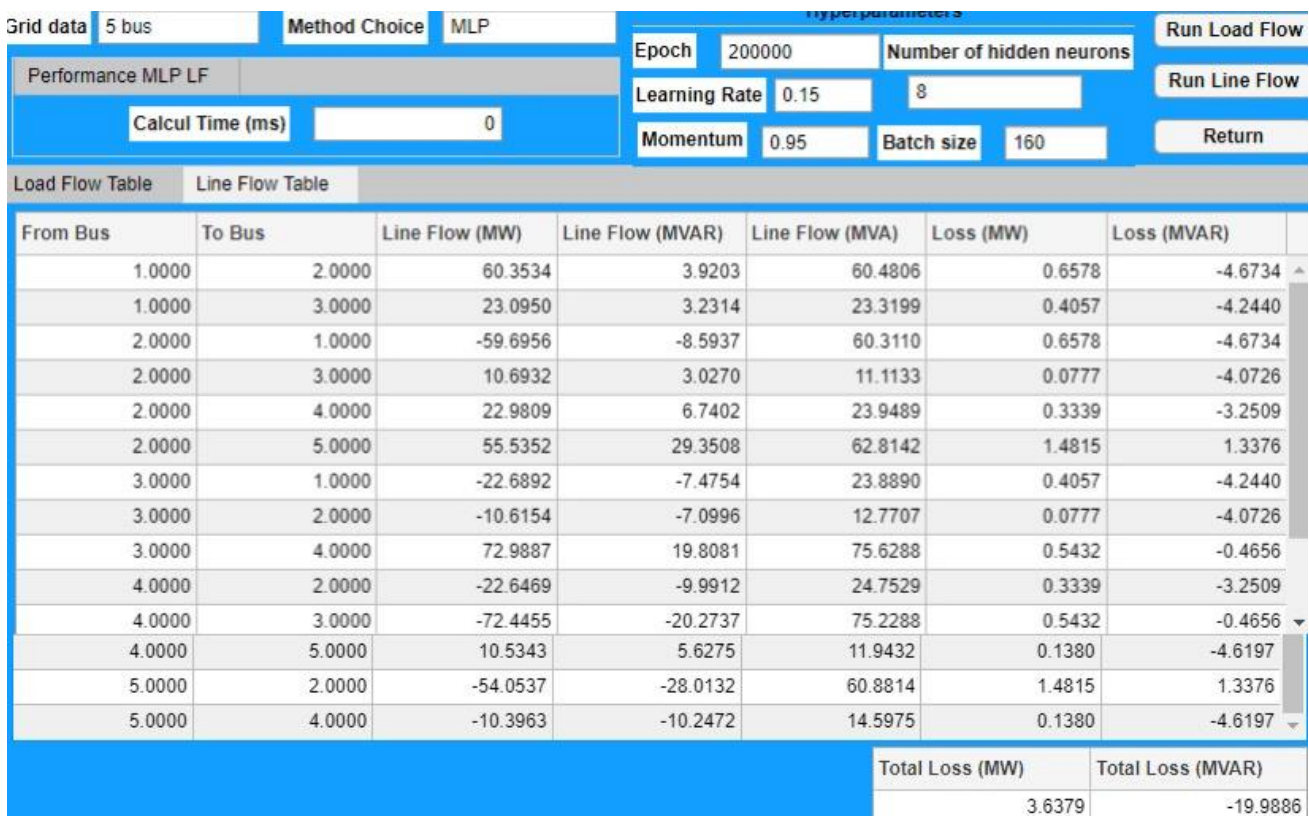 Grid data 5 bus Method Choice MLP Hyperparameters Run Load Flow
Epoch 200000 Number of hidden neurons
Performance MLP LF Run Line Flow
Learning Rate 0.15 8
Calcul Time (ms) 0 Return
Momentum 0.95 Batch size 160
Load Flow Table Line Flow Table
From Bus To Bus Line Flow (MW) Line Flow (MVAR) Line Flow (MVA) Loss (MW) Loss (MVAR)
1.0000 2.0000 60.3534 3.9203 60.4806 0.6578 -4.6734
1.0000 3.0000 23.0950 3.2314 23.3199 0.4057 -4.2440
2.0000 1.0000 -59.6956 -8.5937 60.3110 0.6578 -4.6734
2.0000 3.0000 10.6932 3.0270 11.1133 0.0777 -4.0726
2.0000 4.0000 22.9809 6.7402 23.9489 0.3339 -3.2509
2.0000 5.0000 55.5352 29.3508 62.8142 1.4815 1.3376
3.0000 1.0000 -22.6892 -7.4754 23.8890 0.4057 -4.2440
3.0000 2.0000 -10.6154 -7.0996 12.7707 0.0777 -4.0726
3.0000 4.0000 72.9887 19.8081 75.6288 0.5432 -0.4656
4.0000 2.0000 -22.6469 -9.9912 24.7529 0.3339 -3.2509
4.0000 3.0000 -72.4455 -20.2737 75.2288 0.5432 -0.4656
4.0000 5.0000 10.5343 5.6275 11.9432 0.1380 -4.6197
5.0000 2.0000 -54.0537 -28.0132 60.8814 1.4815 1.3376
5.0000 4.0000 -10.3963 -10.2472 14.5975 0.1380 -4.6197
Total Loss (MW) Total Loss (MVAR)
3.6379 -19.9886